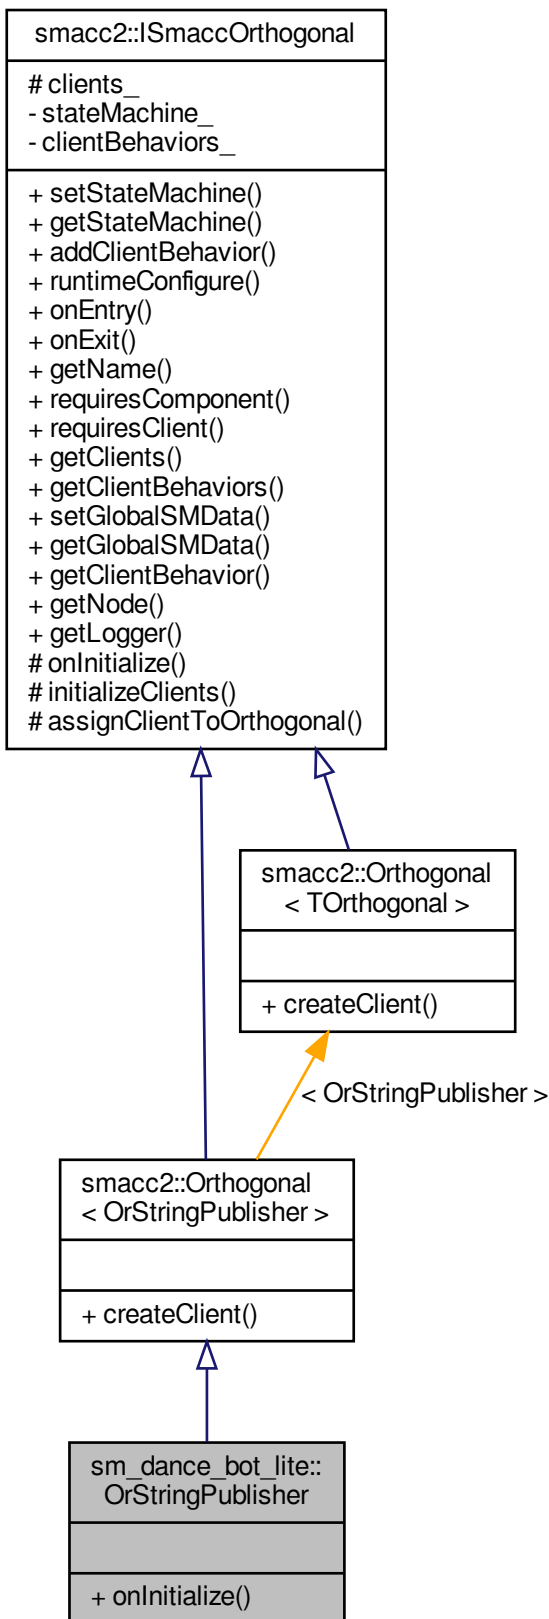 smacc2::ISmaccOrthogonal
# clients_
- stateMachine_
- clientBehaviors_
+ setStateMachine()
+ getStateMachine()
+ addClientBehavior()
+ runtimeConfigure()
+ onEntry()
+ onExit()
+ getName()
+ requiresComponent()
+ requiresClient()
+ getClients()
+ getClientBehaviors()
+ setGlobalSMData()
+ getGlobalSMData()
+ getClientBehavior()
+ getNode()
+ getLogger()
# onInitialize()
# initializeClients()
# assignClientToOrthogonal()
smacc2::Orthogonal
< TOrthogonal >
+ createClient()
< OrStringPublisher >
smacc2::Orthogonal
< OrStringPublisher >
+ createClient()
sm_dance_bot_lite::
OrStringPublisher
+ onInitialize()